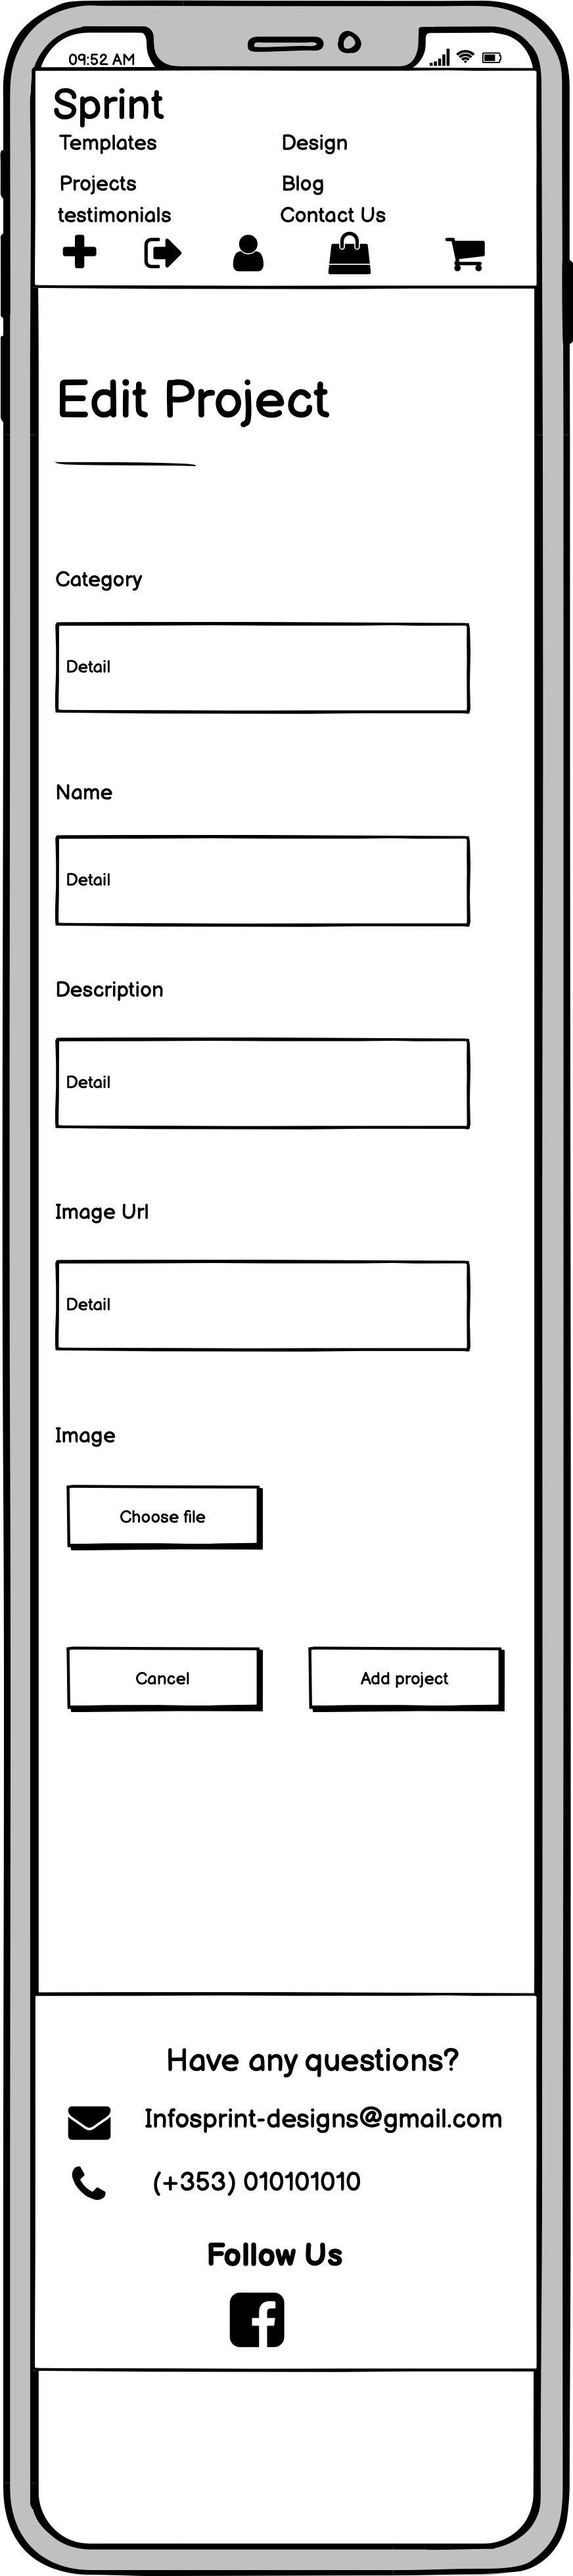 09:52 AM
Sprint
Templates Design
Projects Blog
testimonials Contact Us
Edit Project
Category
Detail
Name
Detail
Description
Detail
Image Url
Detail
Image
Choose file
Cancel Add project
Have any questions?
Infosprint-designs@gmail.com
(+353) 010101010
Follow Us